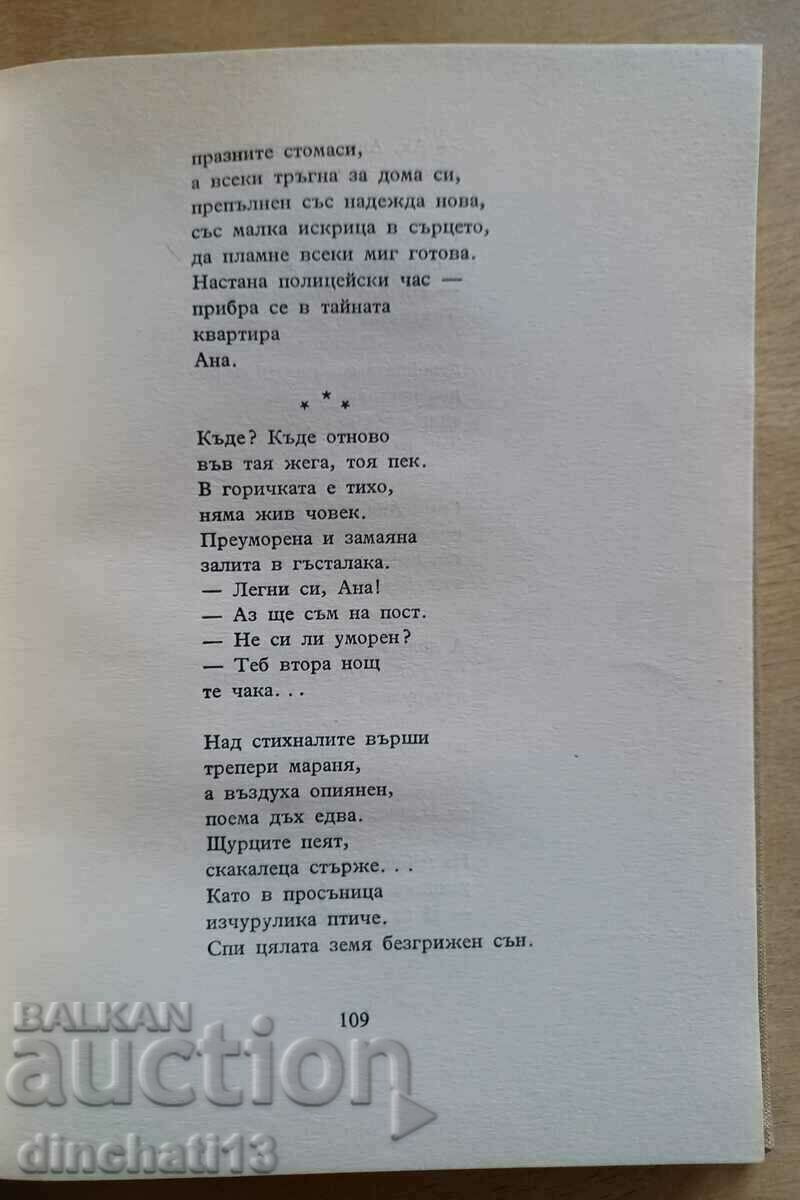 празните стомаси,
а всеки тръгна за дома си,
препълнен със надежда нова,
със малка искрица в сърцето,
да пламне всеки миг готова.
Настана полицейски час —
прибра се в тайната
квартира
Ана.
* * *
Къде? Къде отново
във тая жега, тоя пек.
В горичката е тихо,
няма жив човек.
Преуморена и замаяна
залита в гъсталака.
— Легни си, Ана!
— Аз ще съм на пост.
— Не си ли уморен?
— Теб втора нощ
те чака. . .
Над стихналите върши
трепери мараня,
а въздуха опиянен,
поема дъх едва.
Щурците пеят,
скакалеца стърже. . .
Като в просъница
изчурулика птиче.
Спи цялата земя безгрижен сън.
109
BALKAN
auction
dinchati13